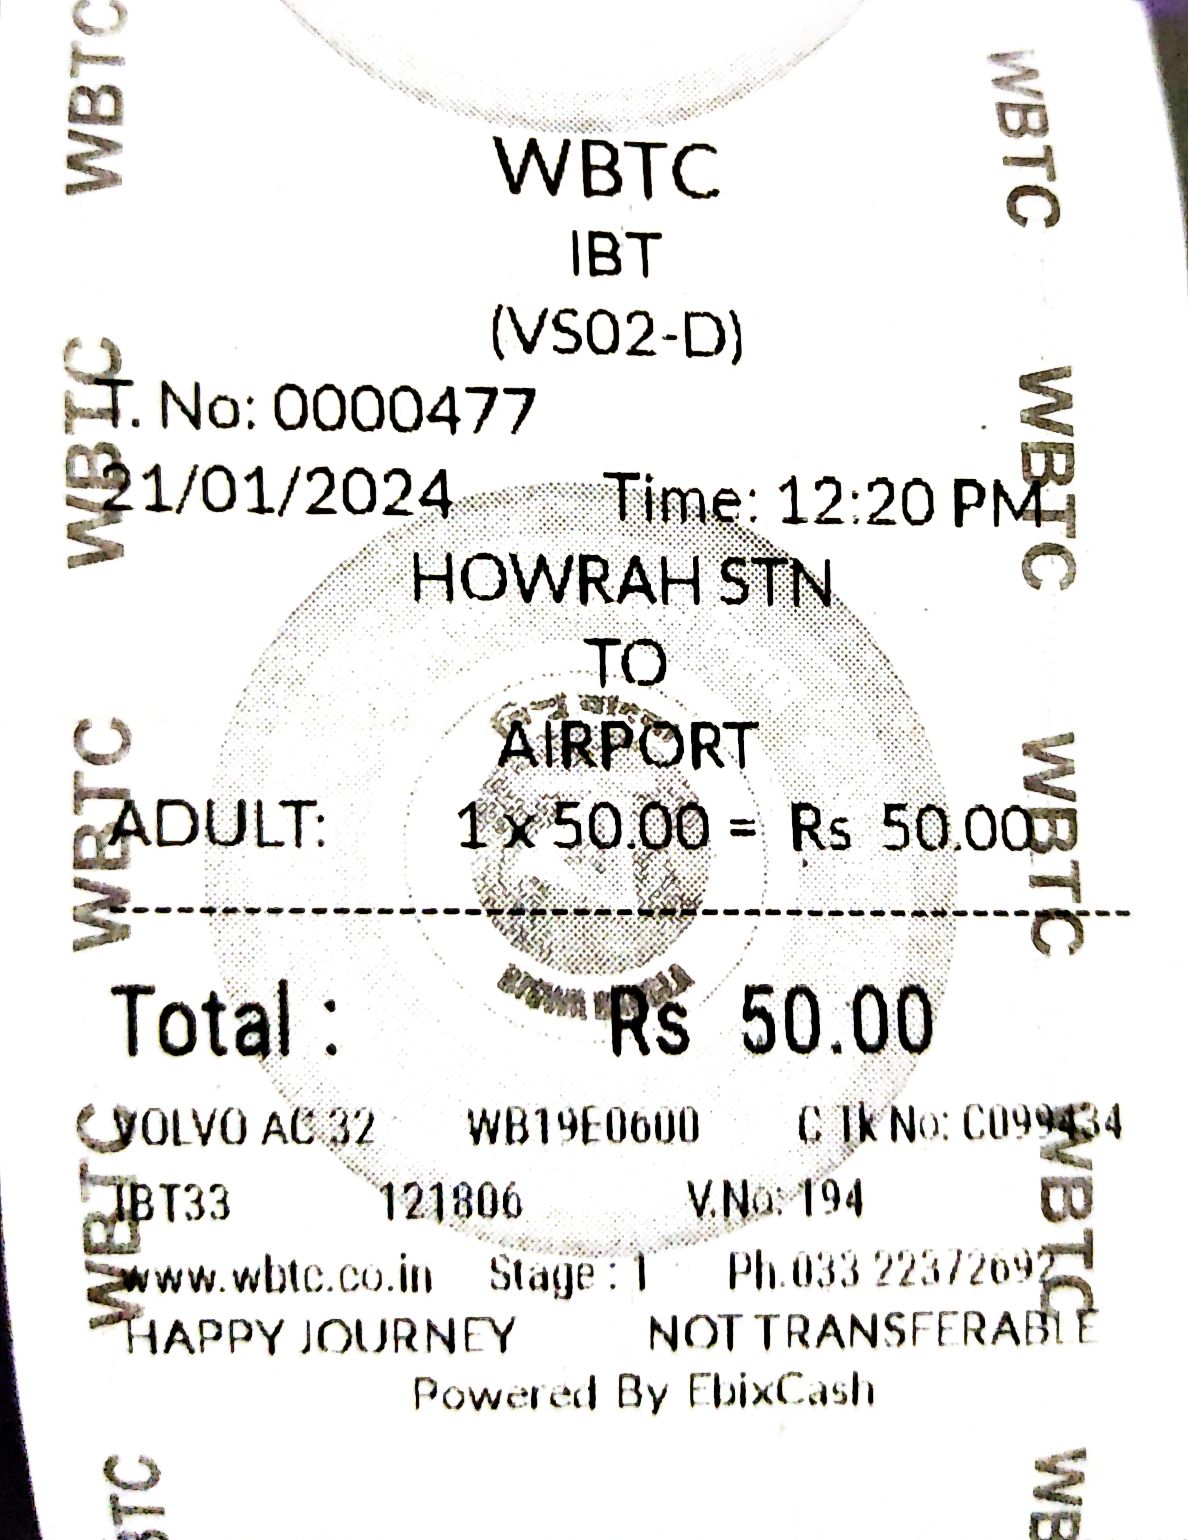 WBTC
IBT
(VS02-D)
T. No: 0000477
21/01/2024 Time: 12:20 PM
HOWRAH STN
TO
AIRPORT
ADULT: 1 x 50.00 = Rs 50.00
Total : Rs 50.00
VOLVO AC 32 WB19E0600 C Tk No: C099434
IBT33 121806 V.No: 194
www.wbtc.co.in Stage : 1 Ph.033 22372692
HAPPY JOURNEY NOT TRANSFERABLE
Powered By EbixCash
WBTC
WBTC
WBTC
WBTC
WBTC
WBTC
WBTC
WBTC